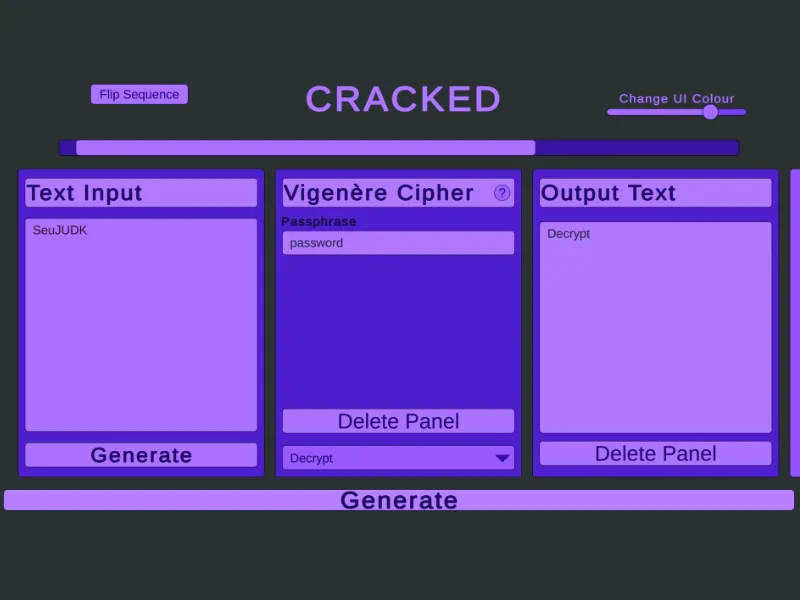 Flip Sequence
CRACKED
Change UI Colour
Text Input
SeuJUDK
Generate
Vigenère Cipher ?
Passphrase
password
Delete Panel
Decrypt
Output Text
Decrypt
Delete Panel
Generate